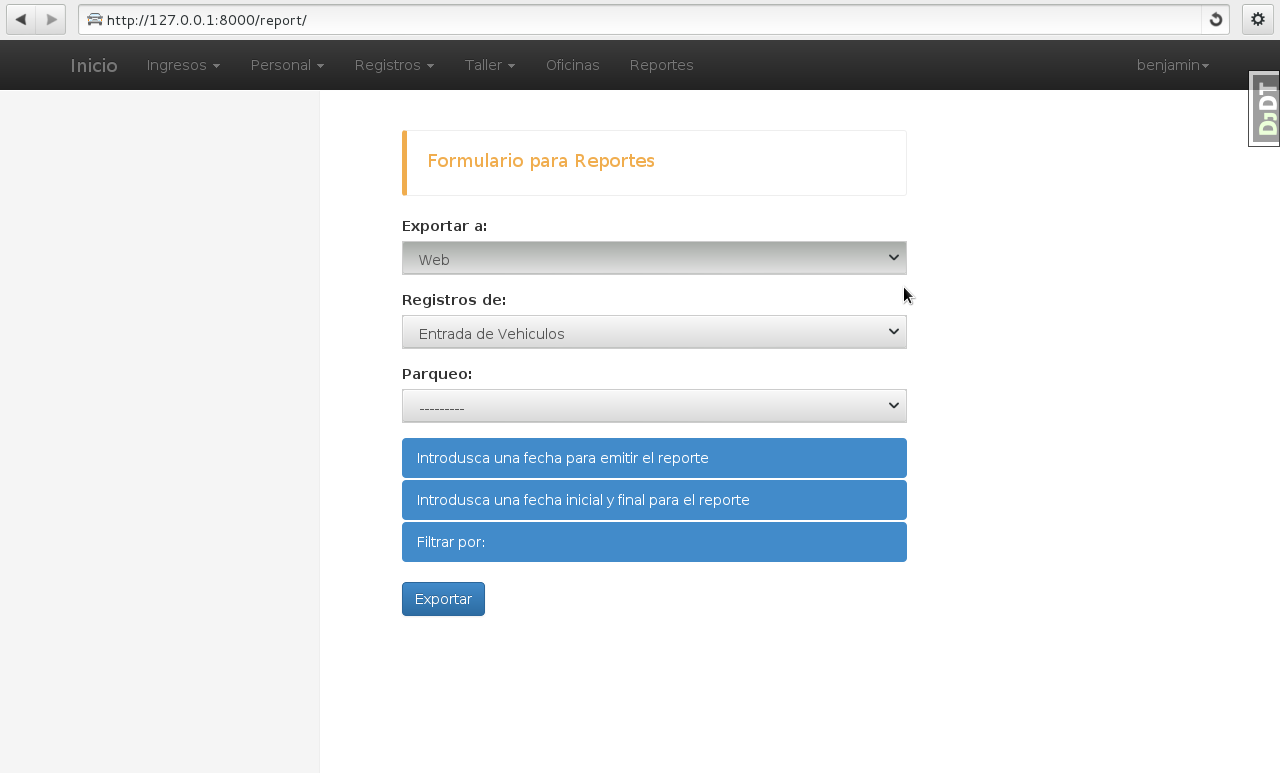 http://127.0.0.1:8000/report/
Inicio Ingresos Personal Registros Taller Oficinas Reportes benjamin
DjDT
Formulario para Reportes
Exportar a:
Web
Registros de:
Entrada de Vehiculos
Parqueo:
---------
Introdusca una fecha para emitir el reporte
Introdusca una fecha inicial y final para el reporte
Filtrar por:
Exportar